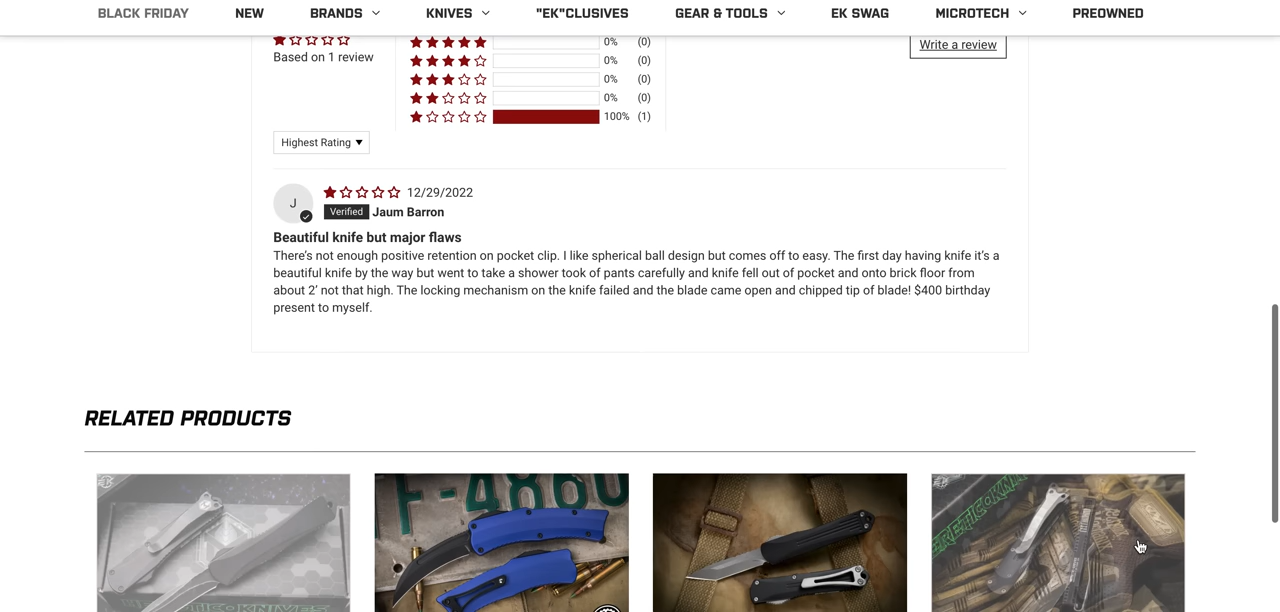 BLACK FRIDAY NEW BRANDS KNIVES "EK"CLUSIVES GEAR & TOOLS EK SWAG MICROTECH PREOWNED
0% (0)
Write a review
Based on 1 review
0% (0)
0% (0)
0% (0)
100% (1)
Highest Rating
J
12/29/2022
Verified Jaum Barron
Beautiful knife but major flaws
There's not enough positive retention on pocket clip. I like spherical ball design but comes off to easy. The first day having knife it's a
beautiful knife by the way but went to take a shower took of pants carefully and knife fell out of pocket and onto brick floor from
about 2' not that high. The locking mechanism on the knife failed and the blade came open and chipped tip of blade! $400 birthday
present to myself.
RELATED PRODUCTS
F-4860